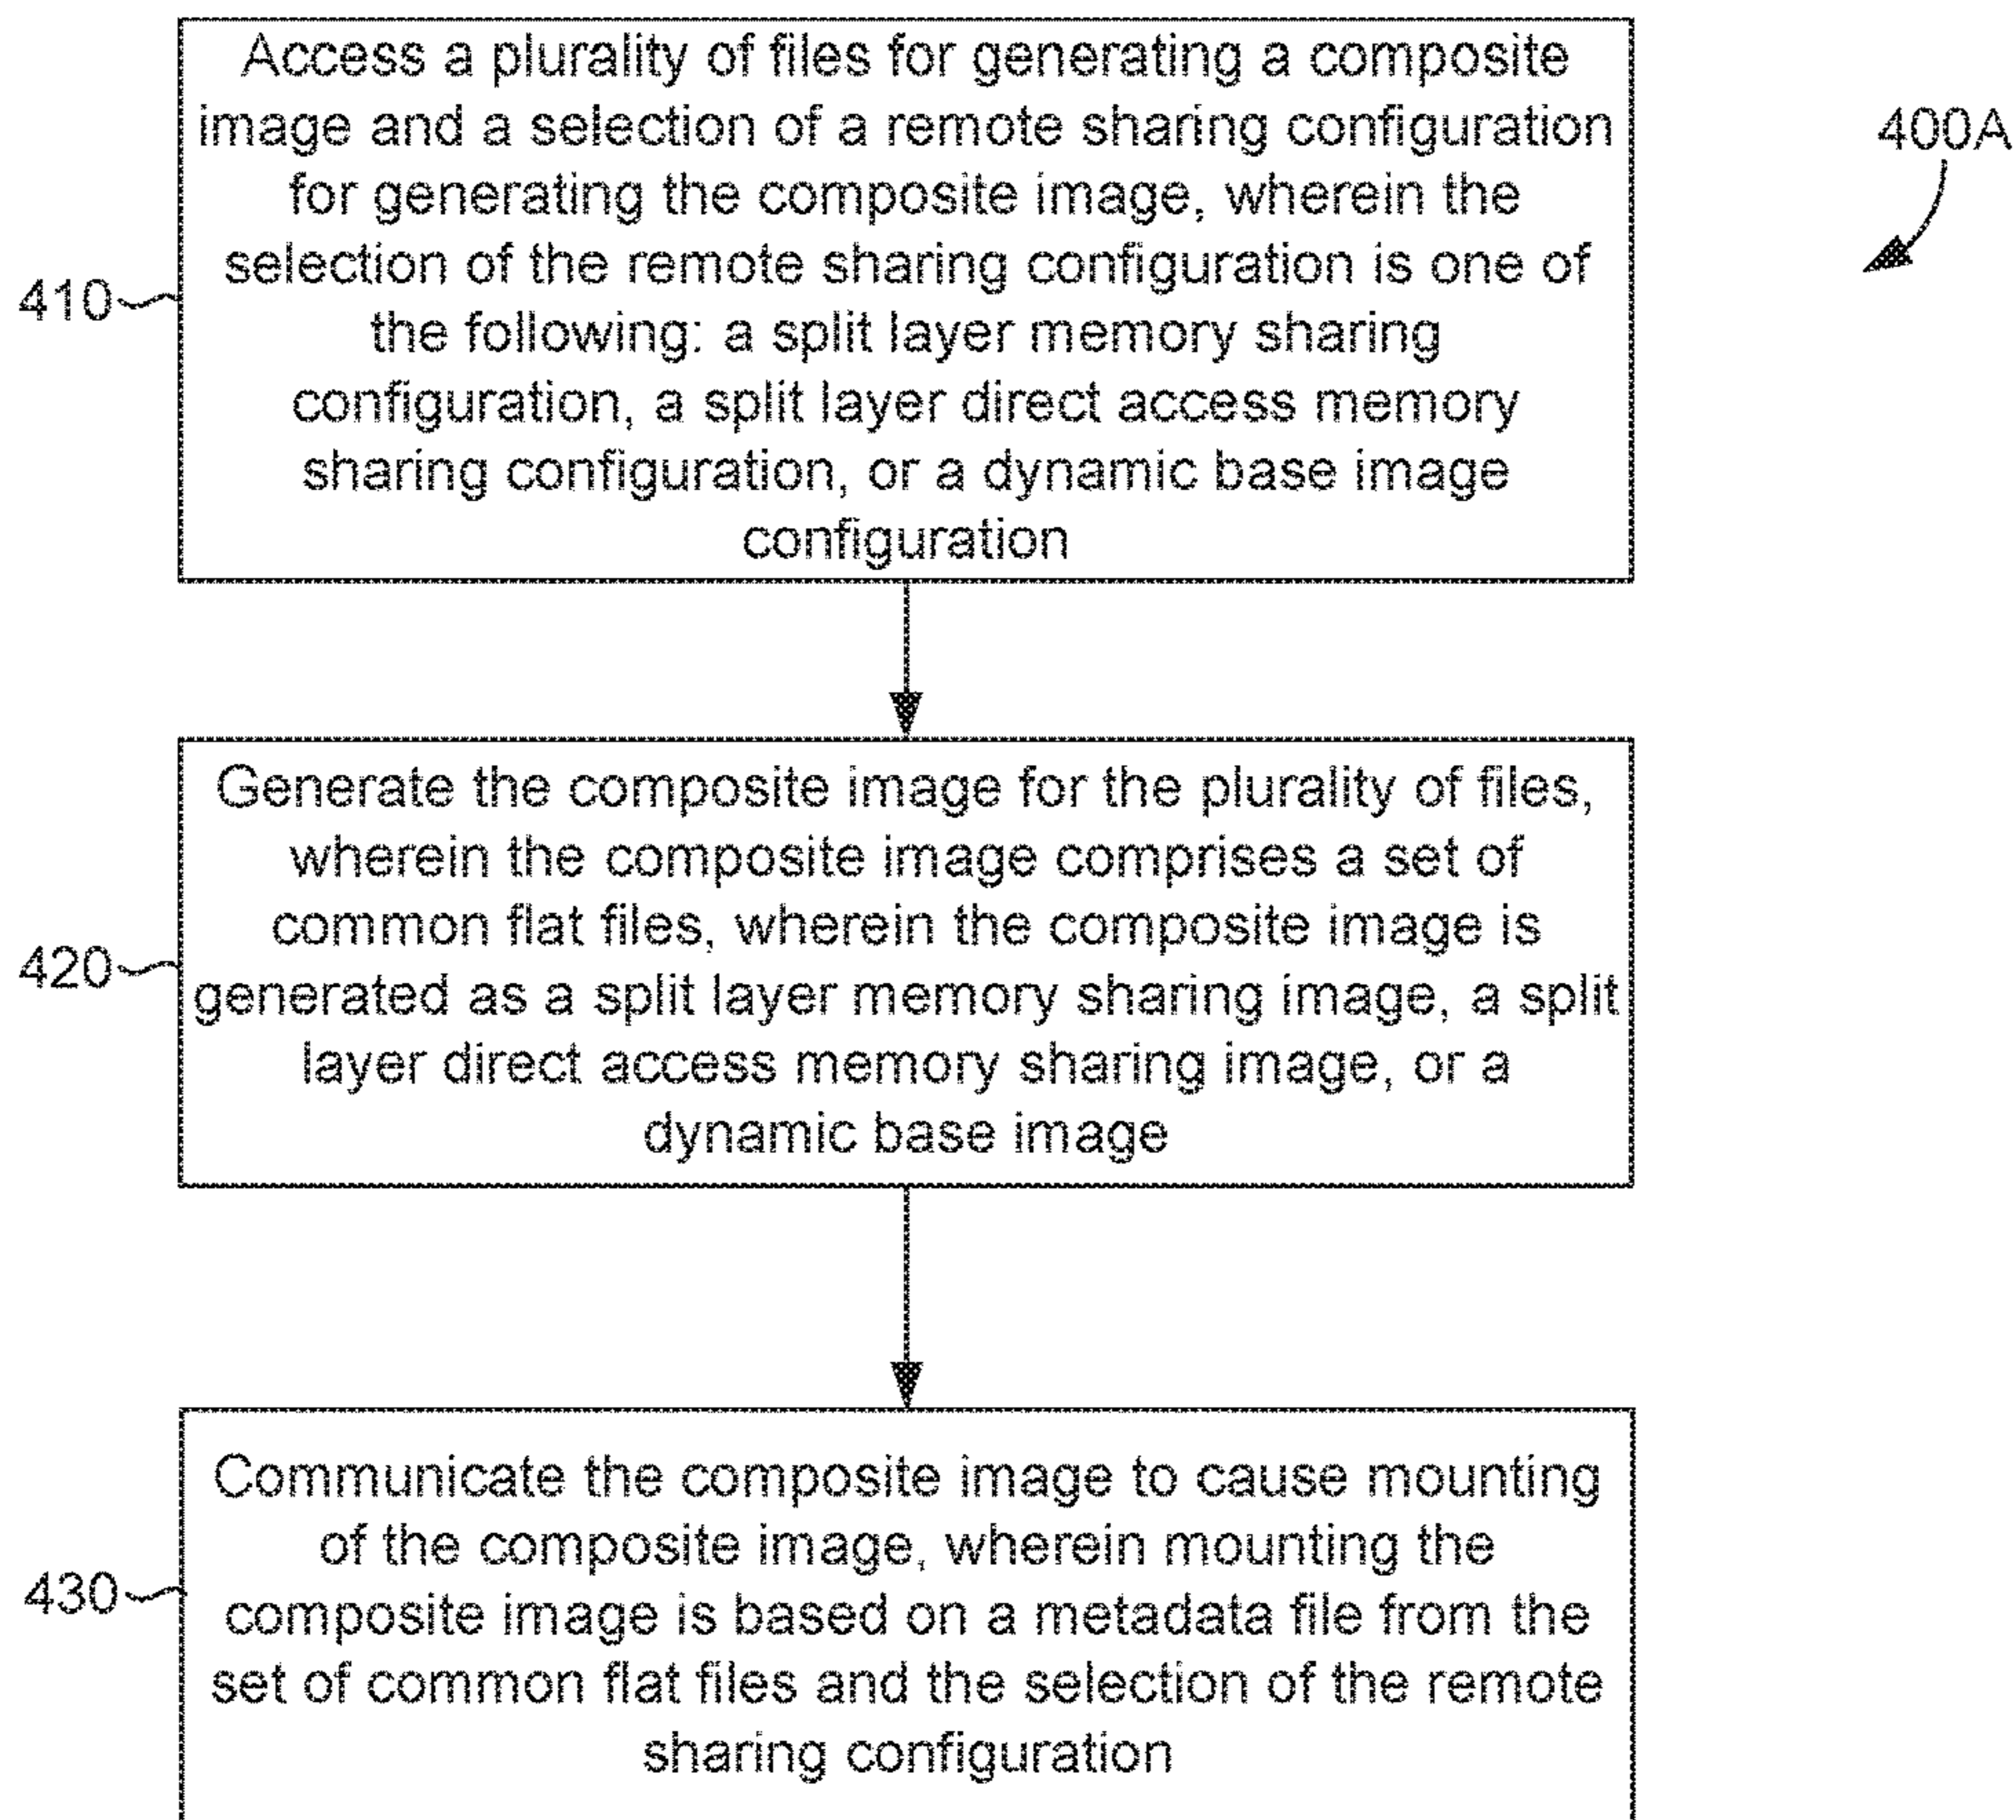 Access a plurality of files for generating a composite
image and a selection of a remote sharing configuration
for generating the composite image, wherein the
selection of the remote sharing configuration is one of
the following: a split layer memory sharing
configuration, a split layer direct access memory
sharing configuration, or a dynamic base image
configuration
400A
410
Generate the composite image for the plurality of files,
wherein the composite image comprises a set of
common flat files, wherein the composite image is
generated as a split layer memory sharing image, a split
layer direct access memory sharing image, or a
dynamic base image
420
Communicate the composite image to cause mounting
of the composite image, wherein mounting the
composite image is based on a metadata file from the
set of common flat files and the selection of the remote
sharing configuration
430